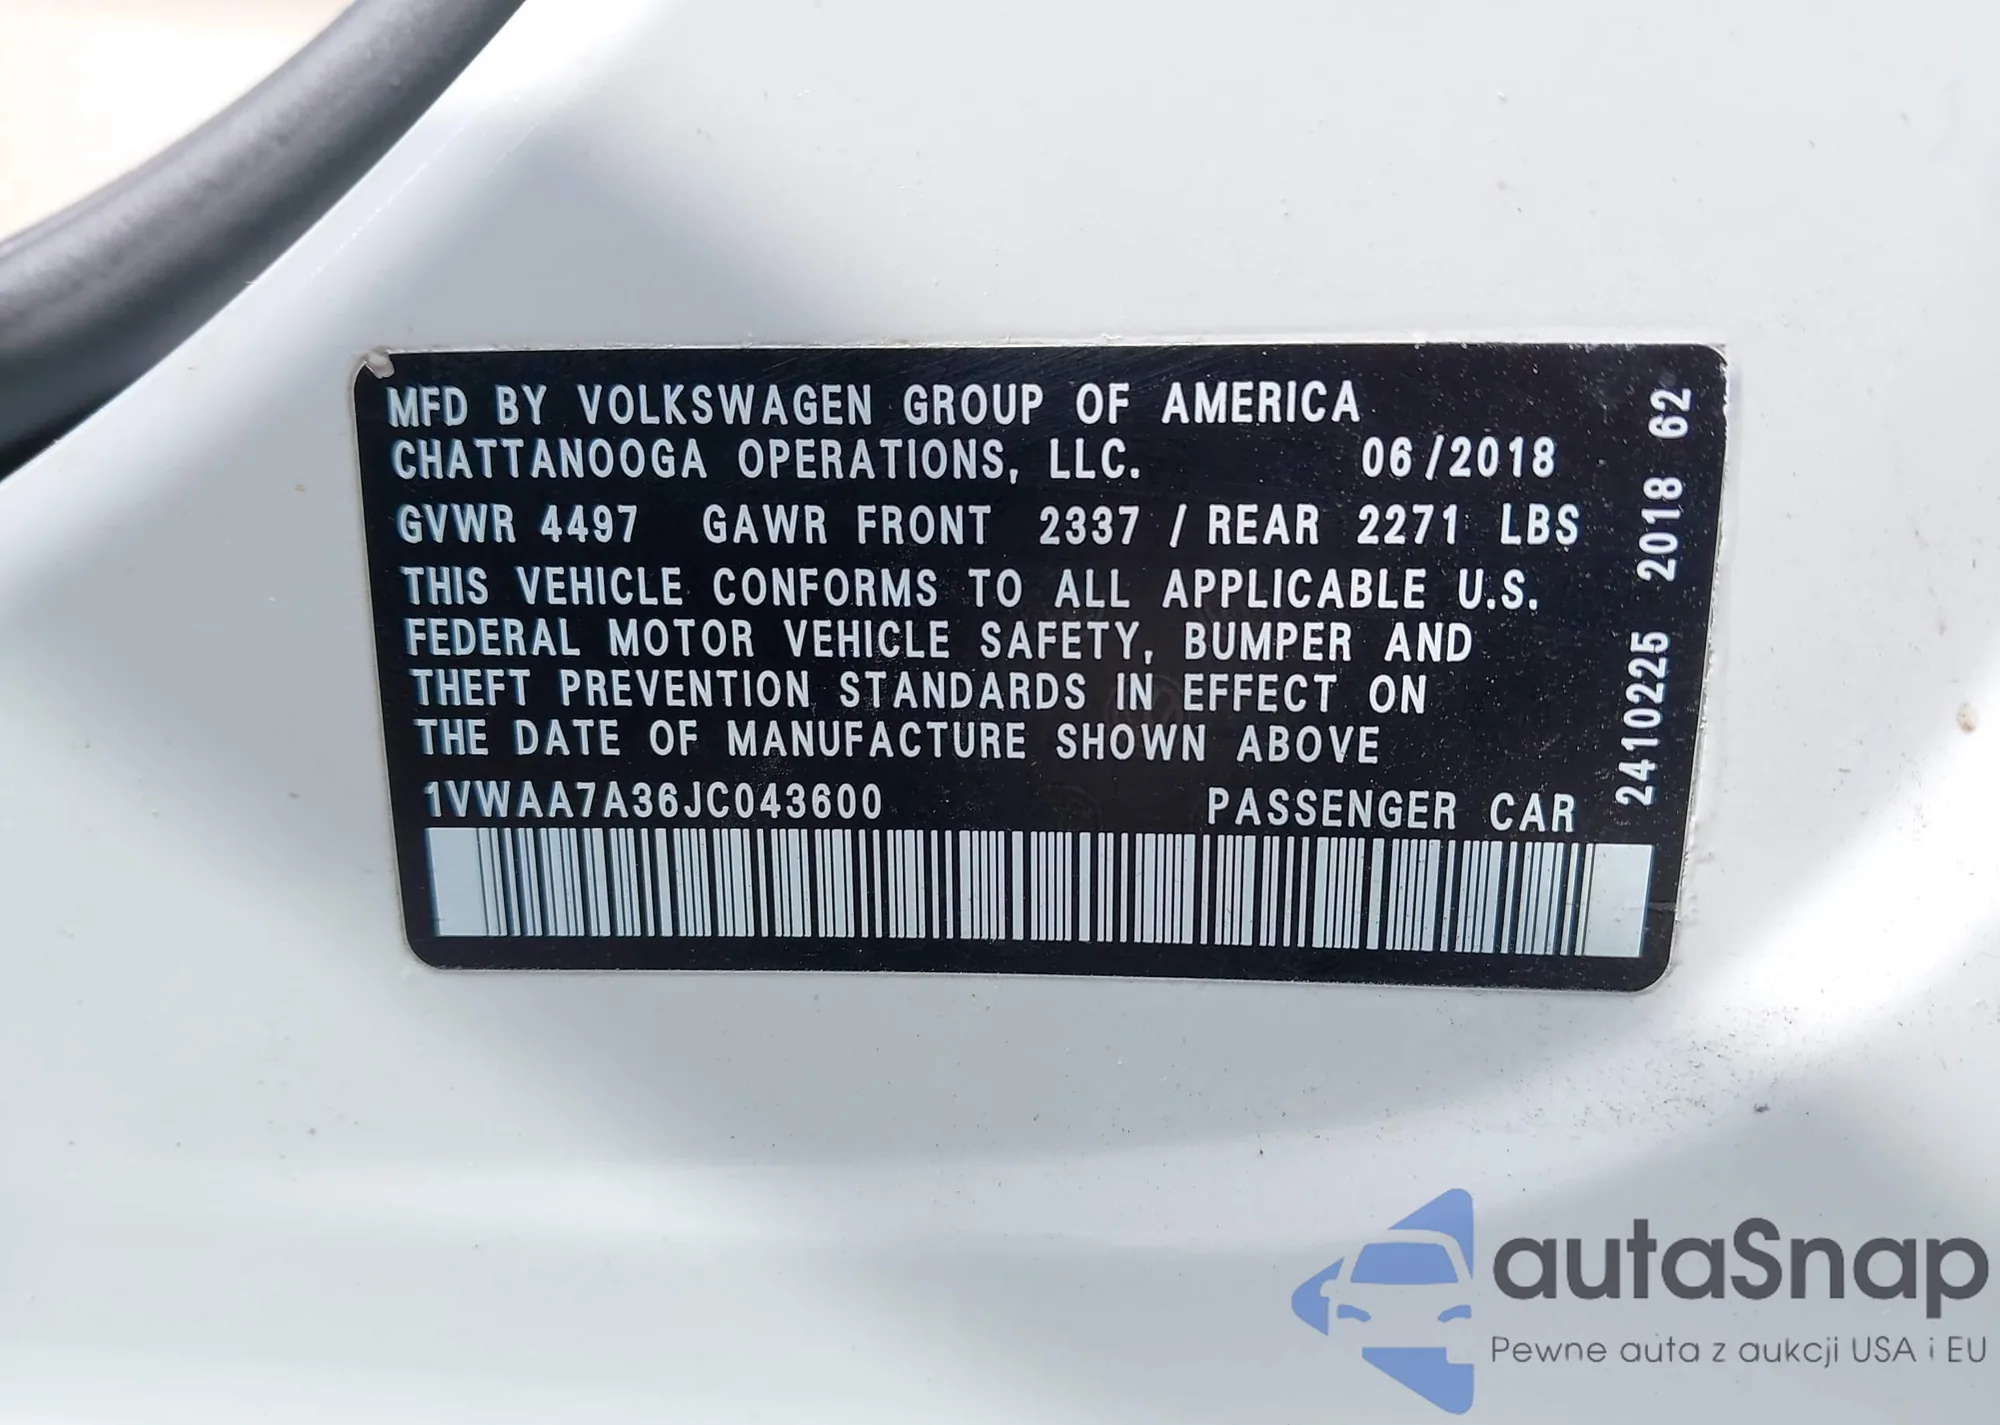 MFD BY VOLKSWAGEN GROUP OF AMERICA
CHATTANOOGA OPERATIONS, LLC. 06/2018
GVWR 4497 GAWR FRONT 2337 / REAR 2271 LBS
THIS VEHICLE CONFORMS TO ALL APPLICABLE U.S.
FEDERAL MOTOR VEHICLE SAFETY, BUMPER AND
THEFT PREVENTION STANDARDS IN EFFECT ON
THE DATE OF MANUFACTURE SHOWN ABOVE
1VWAA7A36JC043600 PASSENGER CAR
2410225 2018 62
autaSnap
Pewne auta z aukcji USA i EU